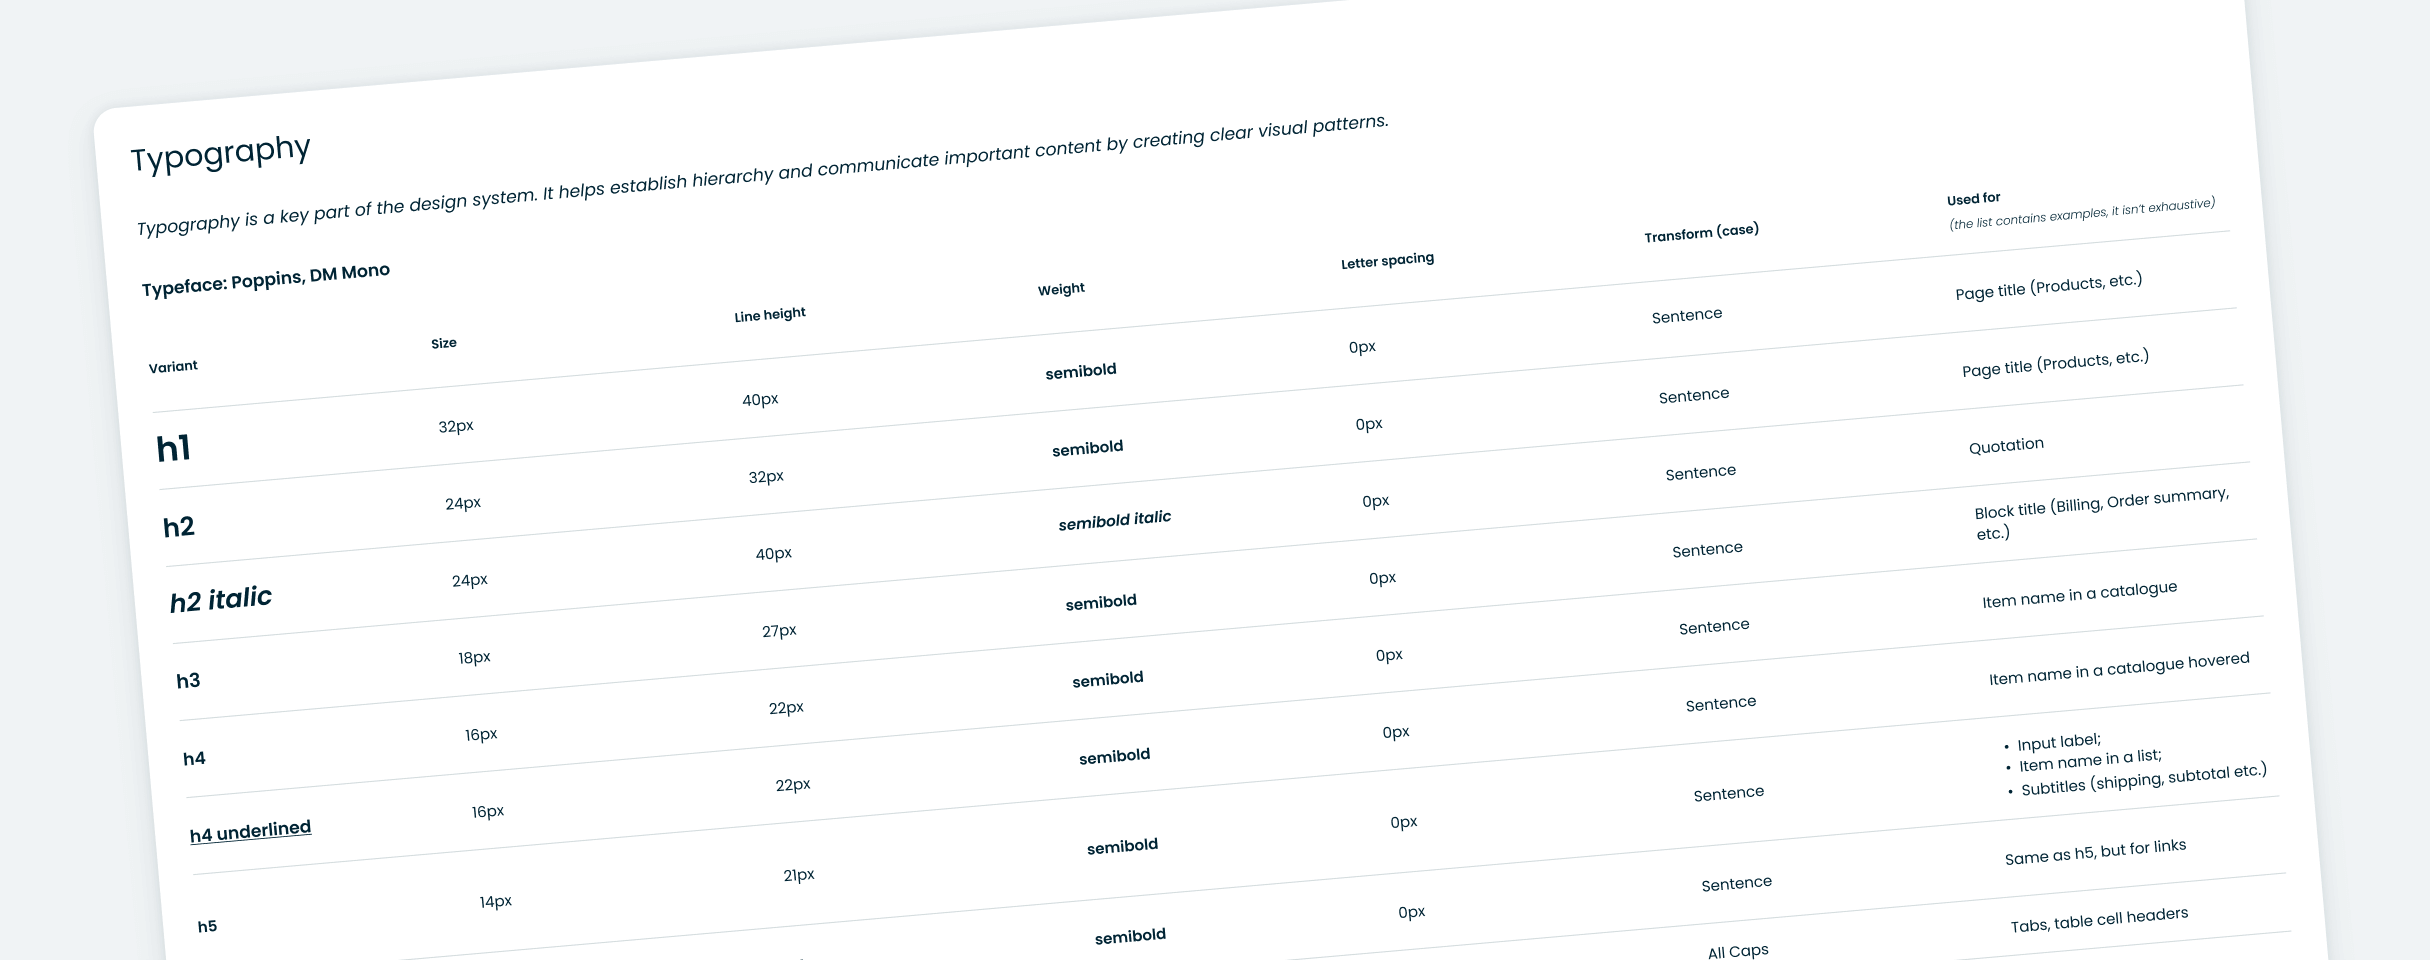 Typography
Typography is a key part of the design system. It helps establish hierarchy and communicate important content by creating clear visual patterns.
Typeface: Poppins, DM Mono
Variant Size Line height Weight Letter spacing Transform (case) Used for
(the list contains examples, it isn't exhaustive)
h1 32px 40px semibold 0px Sentence Page title (Products, etc.)
h2 24px 32px semibold 0px Sentence Page title (Products, etc.)
h2 italic 24px 40px semibold italic 0px Sentence Quotation
h3 18px 27px semibold 0px Sentence Block title (Billing, Order summary,
etc.)
h4 16px 22px semibold 0px Sentence Item name in a catalogue
h4 underlined 16px 22px semibold 0px Sentence Item name in a catalogue hovered
h5 14px 21px semibold 0px Sentence • Input label;
• Item name in a list;
• Subtitles (shipping, subtotal etc.)
semibold 0px Sentence Same as h5, but for links
All Caps Tabs, table cell headers